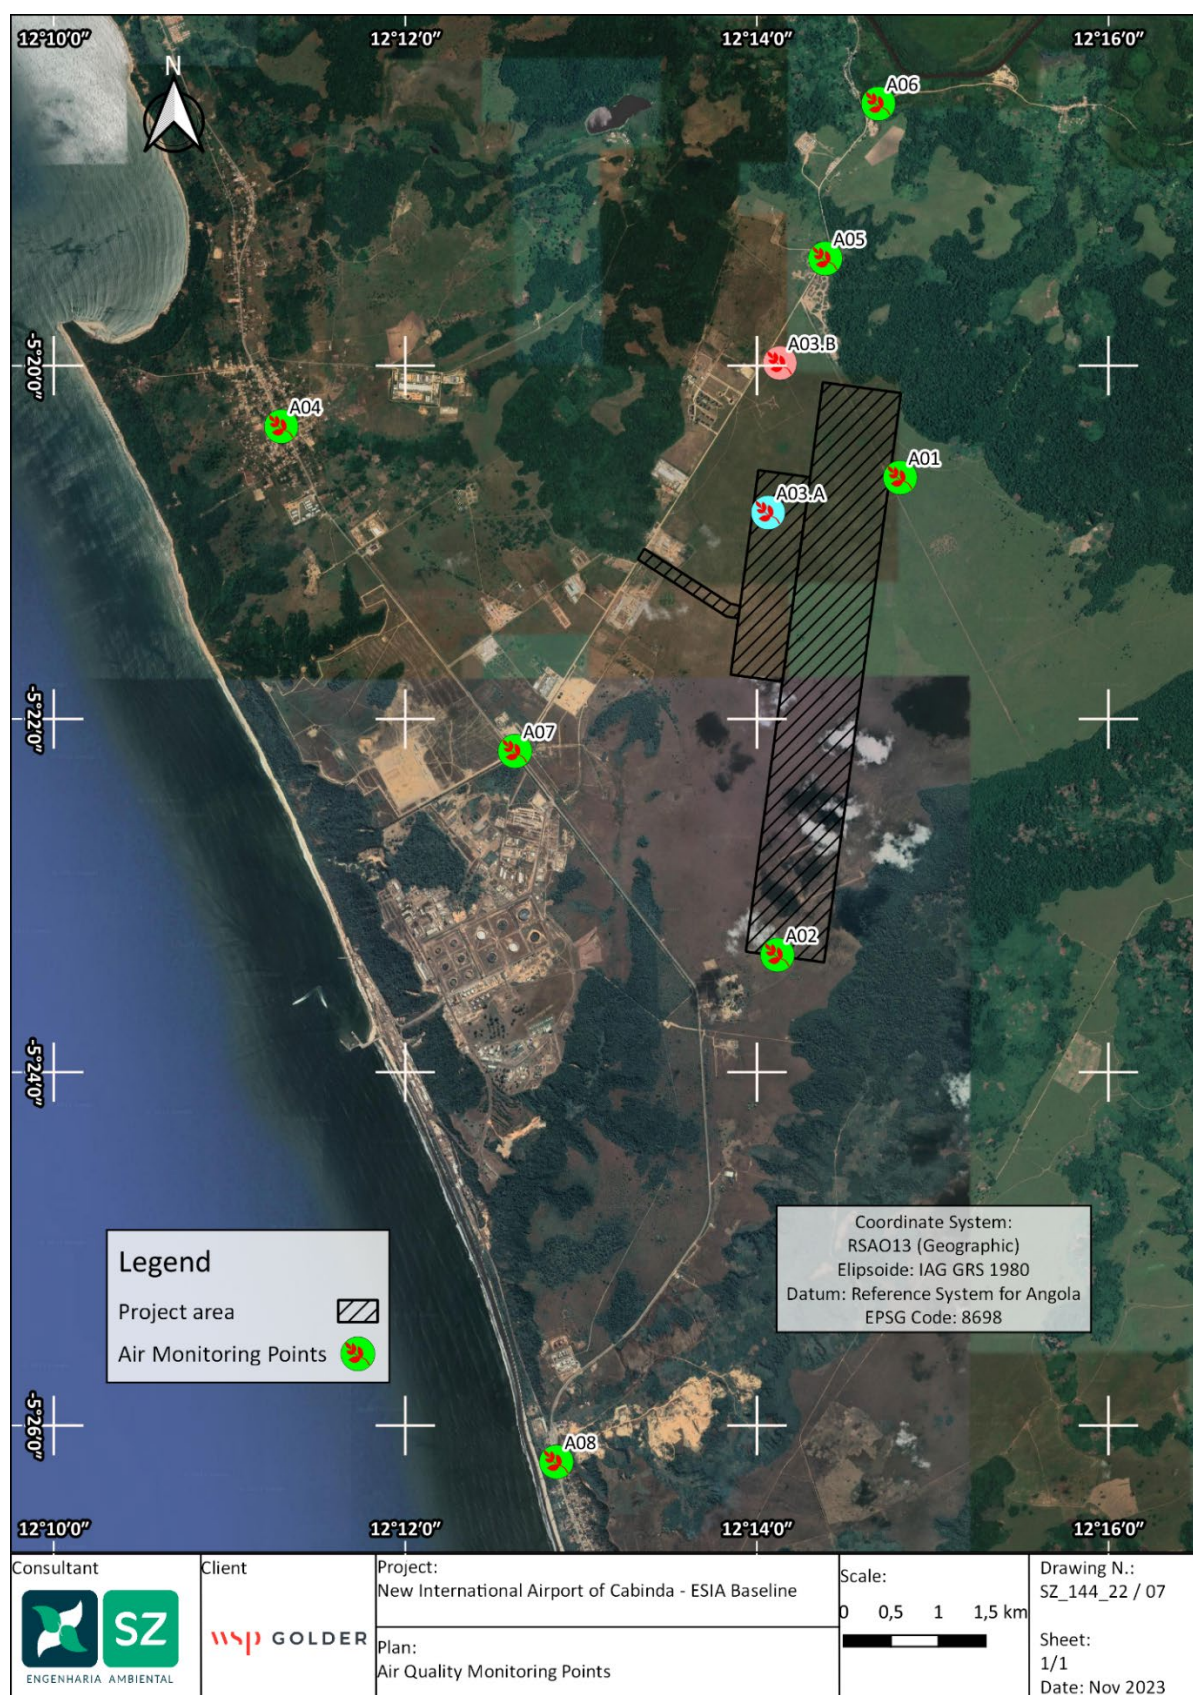 12°10'0" 12°12'0" 12°14'0" 12°16'0"
N
A06
A05
-5°20'0"
A03.B
A04
A01
A03.A
-5°22'0"
A07
A02
-5°24'0"
Coordinate System:
RSAO13 (Geographic)
Elipsoide: IAG GRS 1980
Datum: Reference System for Angola
EPSG Code: 8698
Legend
Project area
Air Monitoring Points
-5°26'0"
A08
12°10'0" 12°12'0" 12°14'0" 12°16'0"
Consultant
SZ
ENGENHARIA AMBIENTAL
Client
wsp GOLDER
Project:
New International Airport of Cabinda - ESIA Baseline
Plan:
Air Quality Monitoring Points
Scale:
0 0,5 1 1,5 km
Drawing N.:
SZ_144_22 / 07
Sheet:
1/1
Date: Nov 2023